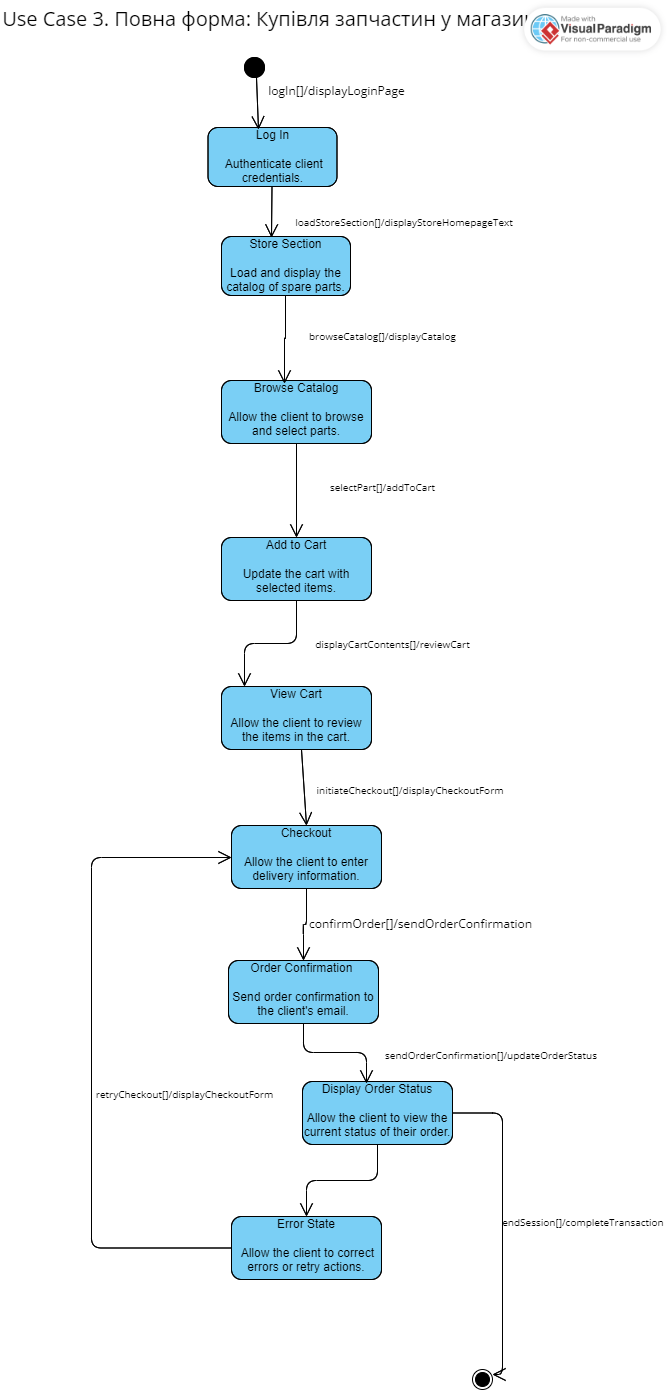 Use Case 3. Повна форма: Купівля запчастин у
Made with
VisualParadigm
For non-commercial use
logIn[]/displayLoginPage
Log In
Authenticate client
credentials.
loadStoreSection[]/displayStoreHomepageText
Store Section
Load and display the
catalog of spare parts.
browseCatalog[]/displayCatalog
Browse Catalog
Allow the client to browse
and select parts.
selectPart[]/addToCart
Add to Cart
Update the cart with
selected items.
displayCartContents[]/reviewCart
View Cart
Allow the client to review
the items in the cart.
initiateCheckout[]/displayCheckoutForm
Checkout
Allow the client to enter
delivery information.
confirmOrder[]/sendOrderConfirmation
Order Confirmation
Send order confirmation to
the client's email.
sendOrderConfirmation[]/updateOrderStatus
Display Order Status
Allow the client to view the
current status of their order.
retryCheckout[]/displayCheckoutForm
Error State
Allow the client to correct
errors or retry actions.
endSession[]/completeTransaction